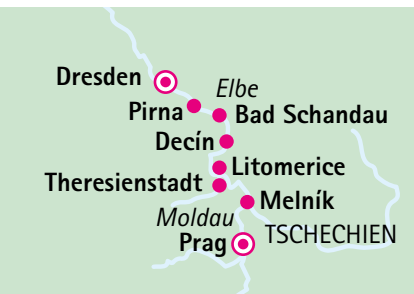 Dresden
Elbe
Pirna
Bad Schandau
Decín
Litomerice
Theresienstadt
Melník
Moldau
TSCHECHIEN
Prag